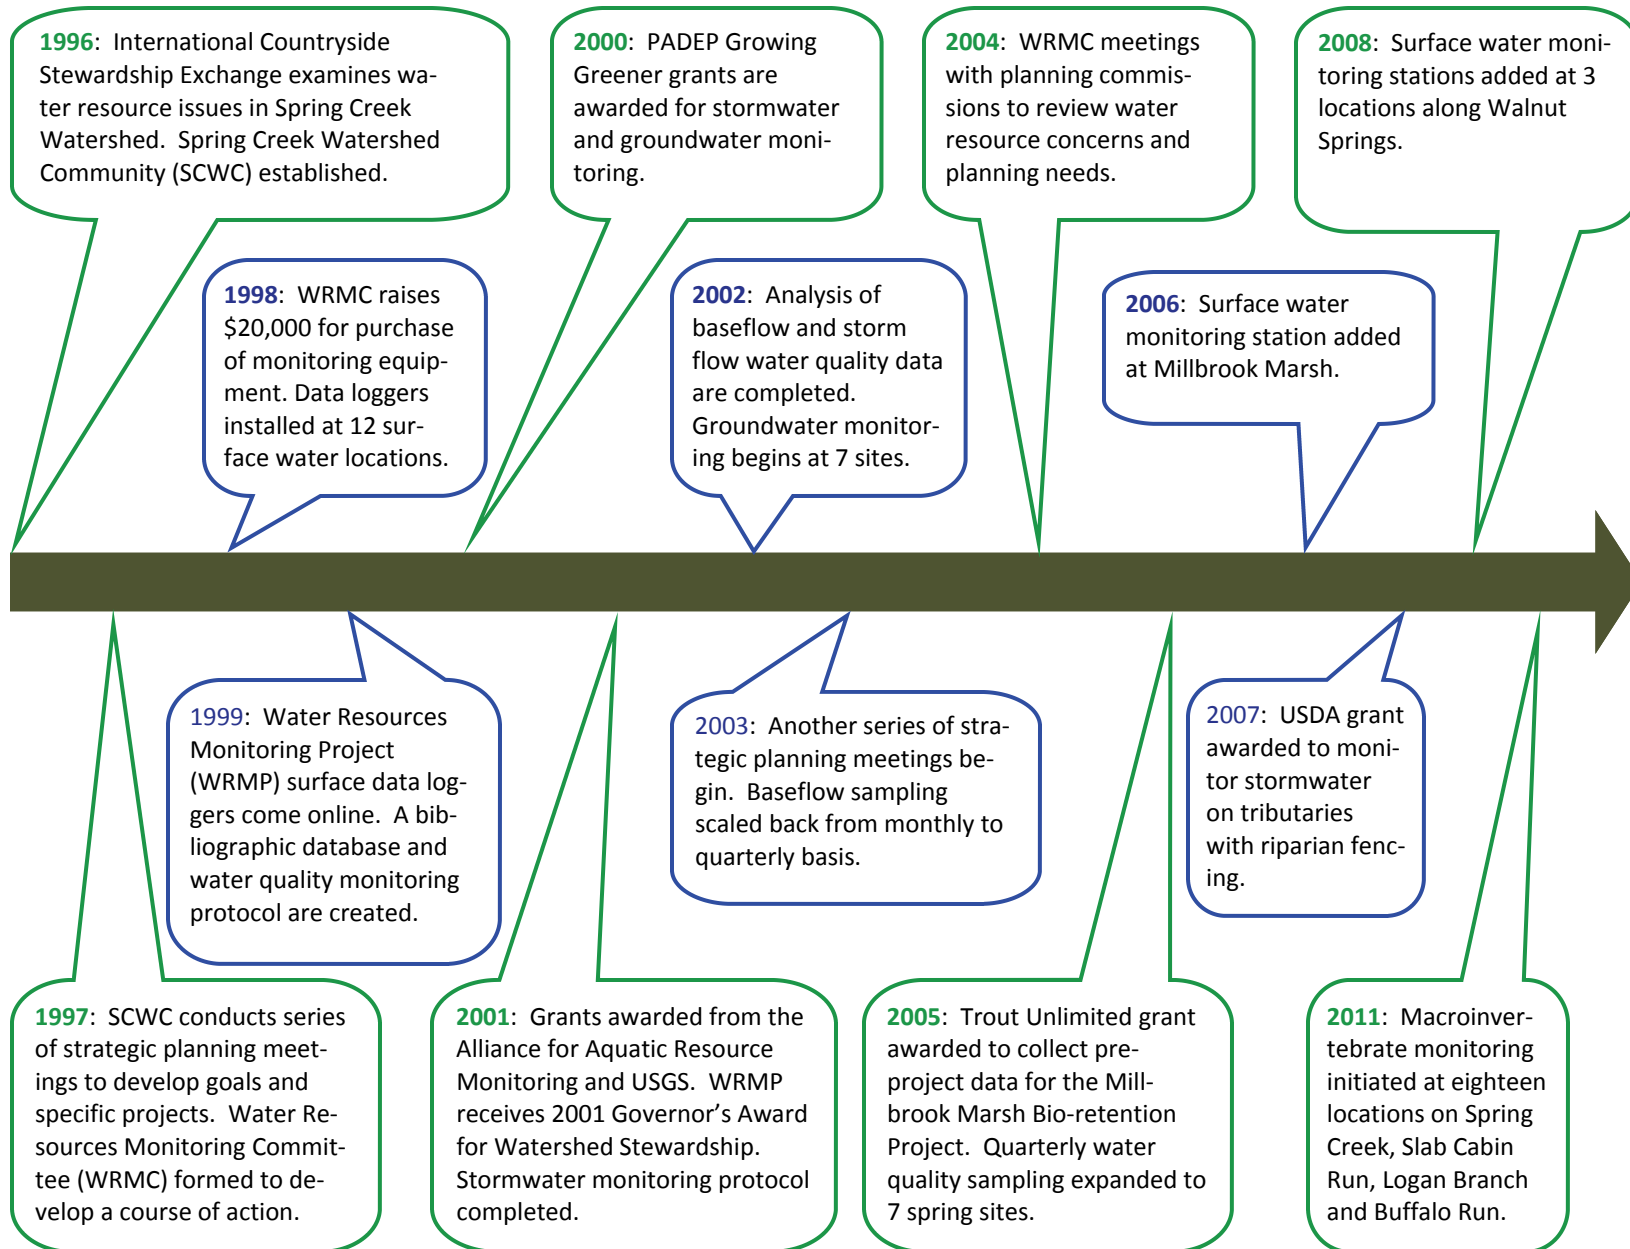 1996: International Countryside
Stewardship Exchange examines wa-
ter resource issues in Spring Creek
Watershed. Spring Creek Watershed
Community (SCWC) established.
2000: PADEP Growing
Greener grants are
awarded for stormwater
and groundwater moni-
toring.
2004: WRMC meetings
with planning commis-
sions to review water
resource concerns and
planning needs.
2008: Surface water moni-
toring stations added at 3
locations along Walnut
Springs.
1998: WRMC raises
$20,000 for purchase
of monitoring equip-
ment. Data loggers
installed at 12 sur-
face water locations.
2002: Analysis of
baseflow and storm
flow water quality data
are completed.
Groundwater monitor-
ing begins at 7 sites.
2006: Surface water
monitoring station added
at Millbrook Marsh.
1999: Water Resources
Monitoring Project
(WRMP) surface data log-
gers come online. A bib-
liographic database and
water quality monitoring
protocol are created.
2003: Another series of stra-
tegic planning meetings be-
gin. Baseflow sampling
scaled back from monthly to
quarterly basis.
2007: USDA grant
awarded to moni-
tor stormwater
on tributaries
with riparian fenc-
ing.
1997: SCWC conducts series
of strategic planning meet-
ings to develop goals and
specific projects. Water Re-
sources Monitoring Commit-
tee (WRMC) formed to de-
velop a course of action.
2001: Grants awarded from the
Alliance for Aquatic Resource
Monitoring and USGS. WRMP
receives 2001 Governor’s Award
for Watershed Stewardship.
Stormwater monitoring protocol
completed.
2005: Trout Unlimited grant
awarded to collect pre-
project data for the Mill-
brook Marsh Bio-retention
Project. Quarterly water
quality sampling expanded to
7 spring sites.
2011: Macroinver-
tebrate monitoring
initiated at eighteen
locations on Spring
Creek, Slab Cabin
Run, Logan Branch
and Buffalo Run.